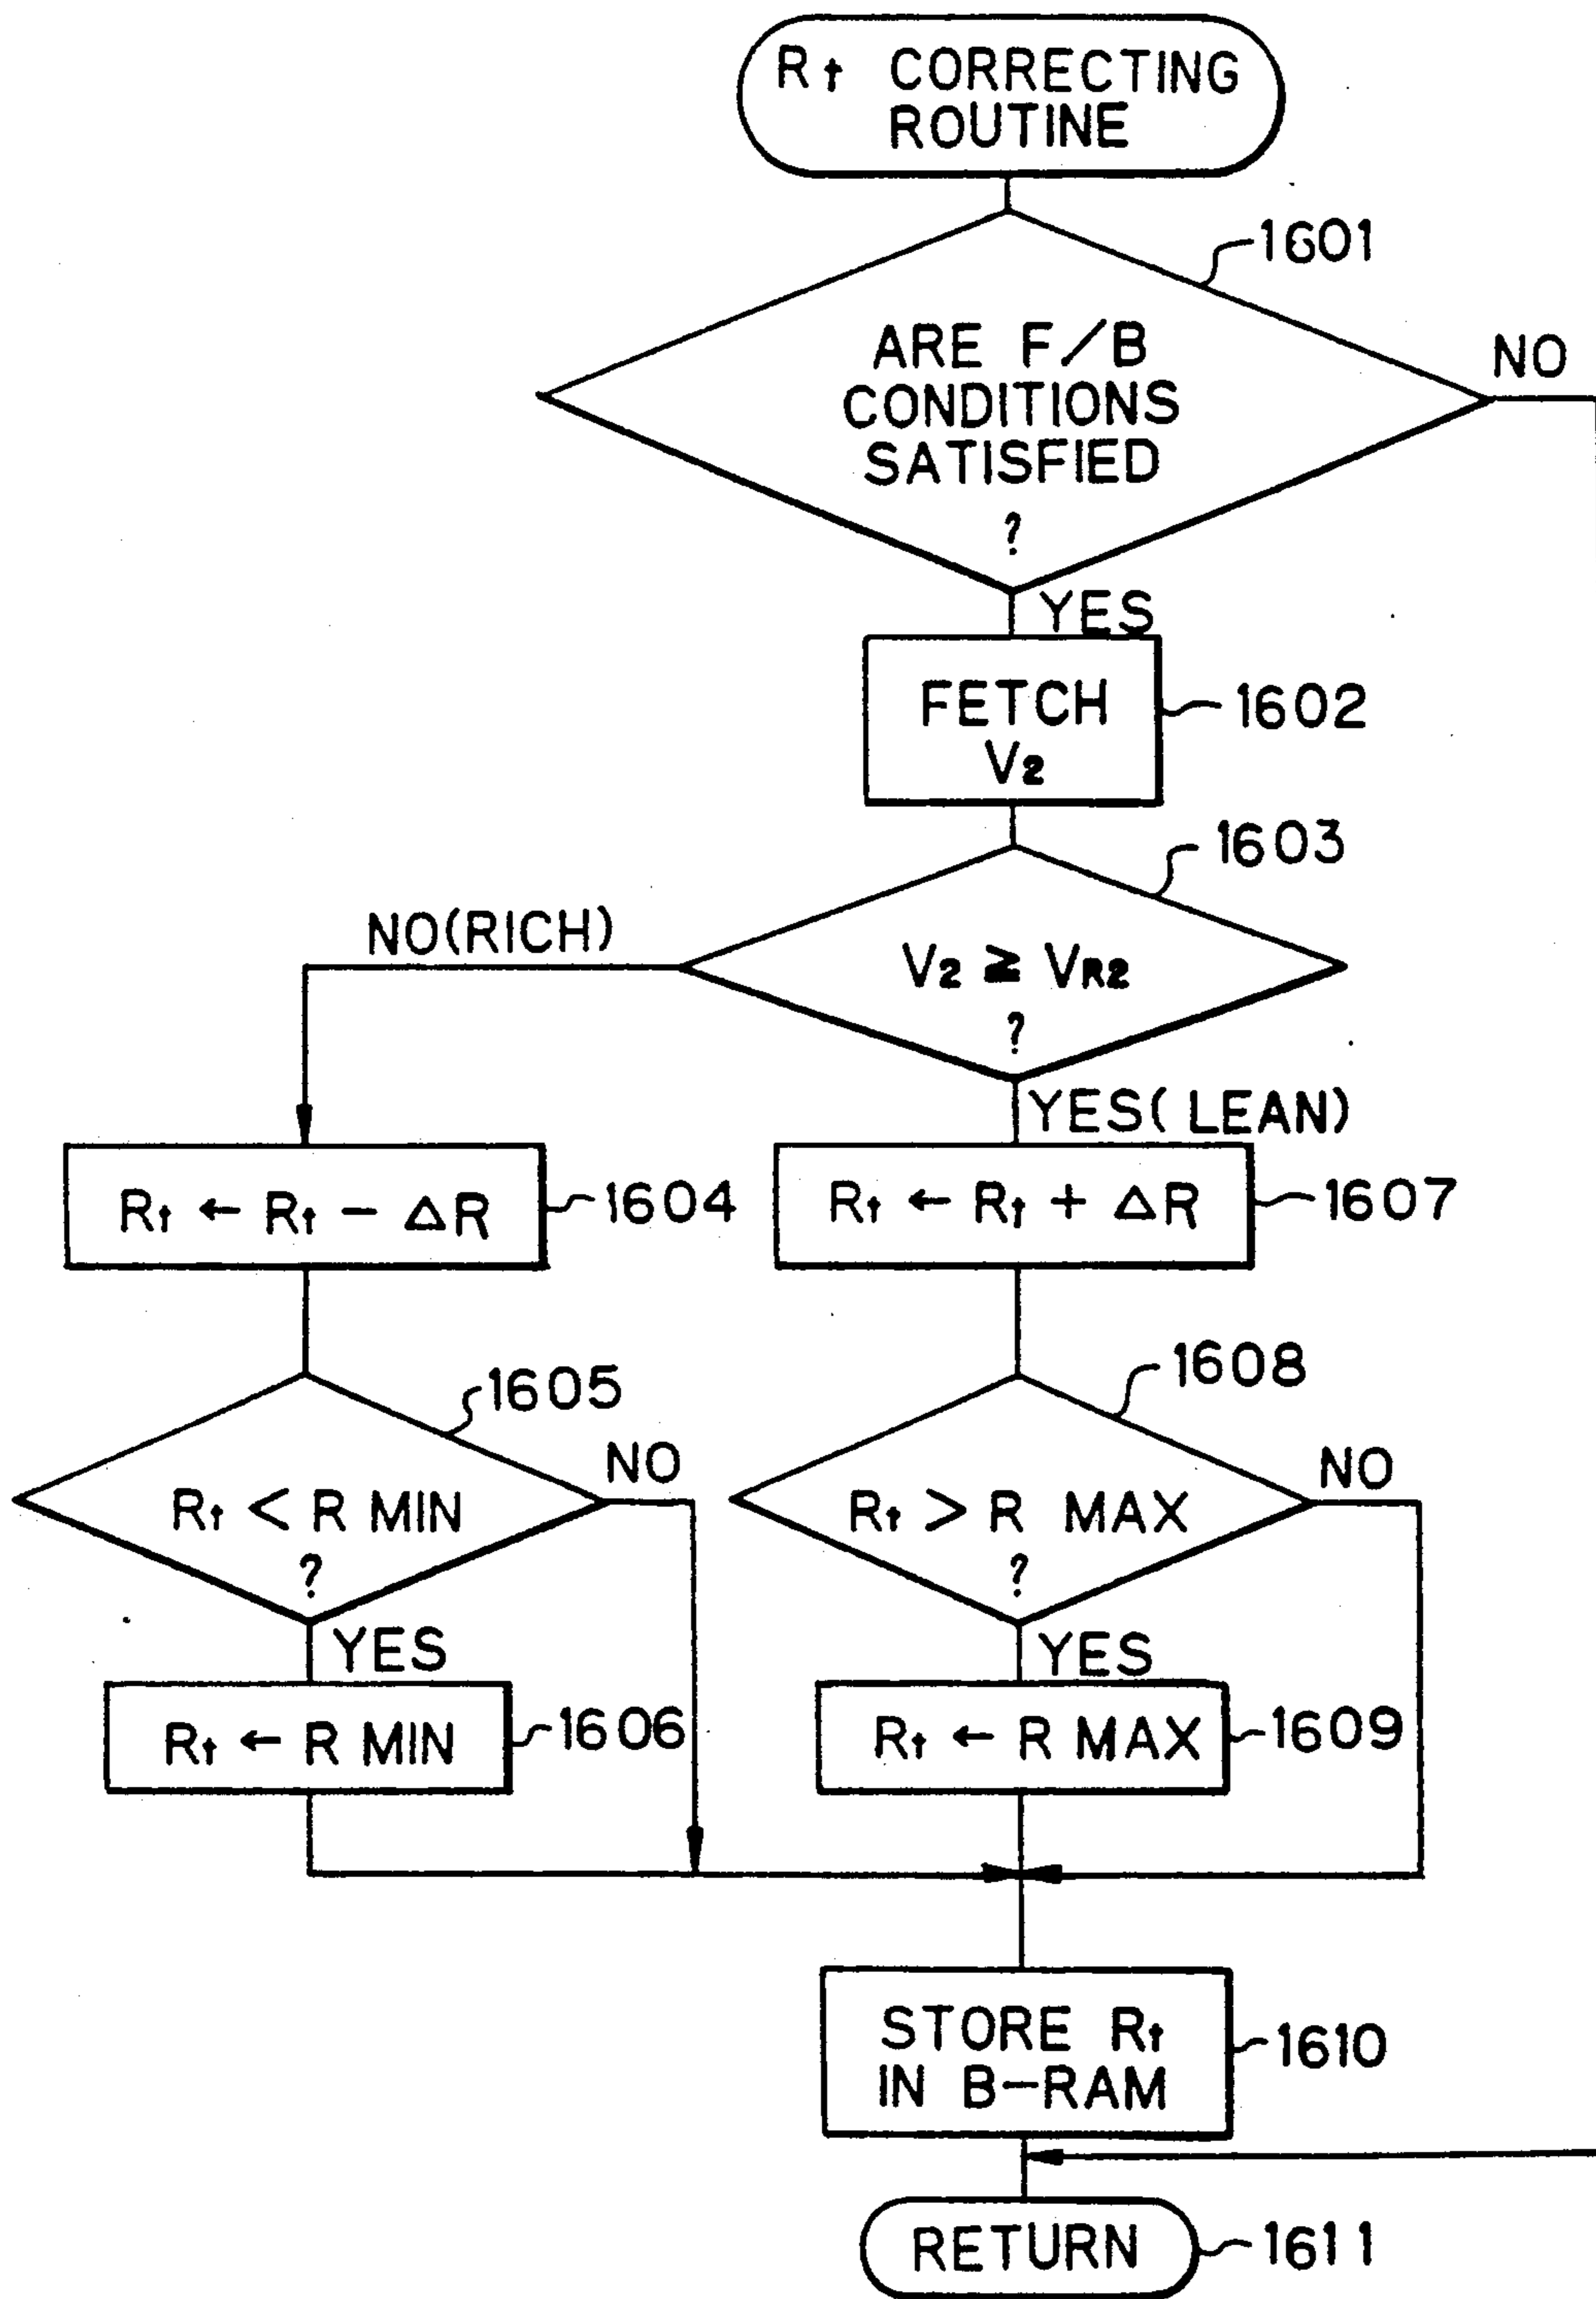 Rt CORRECTING
ROUTINE
1601
ARE F/B
CONDITIONS
SATISFIED
?
NO
YES
FETCH
V2
1602
1603
NO(RICH)
V2 ≧ VR2
?
YES(LEAN)
Rt ← Rt - ΔR
1604
Rt ← Rt + ΔR
1607
1605
1608
Rt < R MIN
?
NO
Rt > R MAX
?
NO
YES
YES
Rt ← R MIN
1606
Rt ← R MAX
1609
STORE Rt
IN B-RAM
1610
RETURN
1611